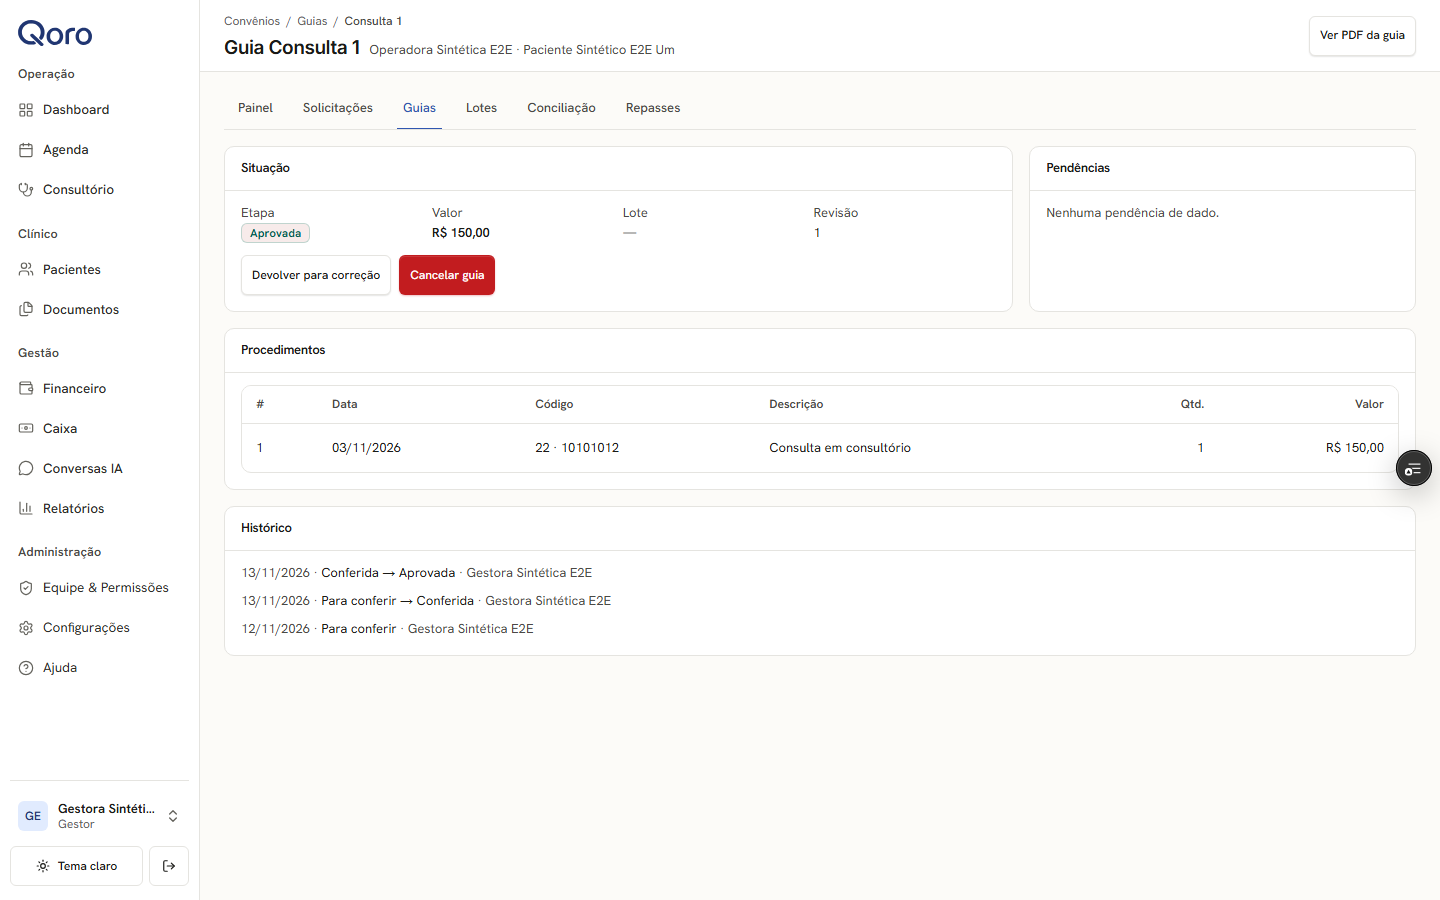 Qoro
Operação
Dashboard
Agenda
Consultório
Clínico
Pacientes
Documentos
Gestão
Financeiro
Caixa
Conversas IA
Relatórios
Administração
Equipe & Permissões
Configurações
Ajuda
GE
Gestora Sintéti...
Gestor
Tema claro
Convênios / Guias / Consulta 1
Guia Consulta 1 Operadora Sintética E2E · Paciente Sintético E2E Um
Ver PDF da guia
Painel Solicitações Guias Lotes Conciliação Repasses
Situação
Etapa Valor Lote Revisão
Aprovada R$ 150,00 — 1
Devolver para correção Cancelar guia
Pendências
Nenhuma pendência de dado.
Procedimentos
# Data Código Descrição Qtd. Valor
1 03/11/2026 22 · 10101012 Consulta em consultório 1 R$ 150,00
Histórico
13/11/2026 · Conferida → Aprovada · Gestora Sintética E2E
13/11/2026 · Para conferir → Conferida · Gestora Sintética E2E
12/11/2026 · Para conferir · Gestora Sintética E2E